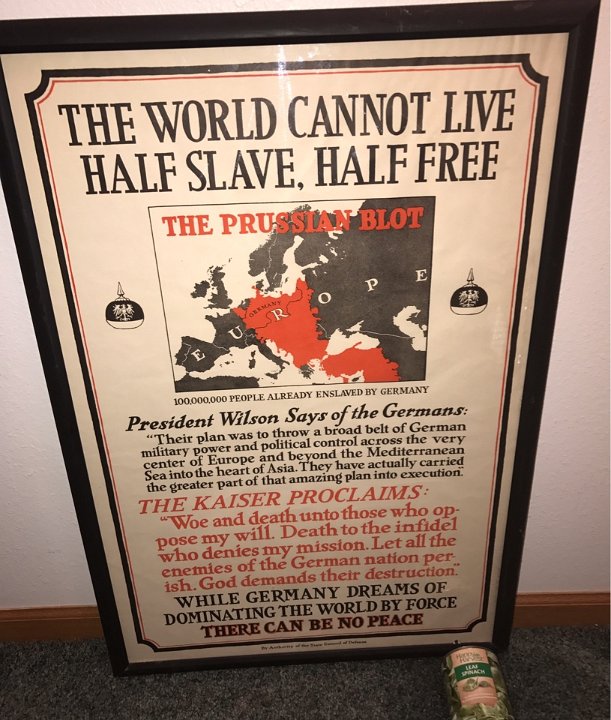 THE WORLD CANNOT LIVE
HALF SLAVE, HALF FREE
THE PRUSSIAN BLOT
GERMANY
EUROPE
100,000,000 PEOPLE ALREADY ENSLAVED BY GERMANY
President Wilson Says of the Germans:
"Their plan was to throw a broad belt of German
military power and political control across the very
center of Europe and beyond the Mediterranean
Sea into the heart of Asia. They have actually carried
the greater part of that amazing plan into execution."
THE KAISER PROCLAIMS:
"Woe and death unto those who op-
pose my will. Death to the infidel
who denies my mission. Let all the
enemies of the German nation per-
ish. God demands their destruction."
WHILE GERMANY DREAMS OF
DOMINATING THE WORLD BY FORCE
THERE CAN BE NO PEACE
By Authority of the State Council of Defense
LEAF
SPINACH